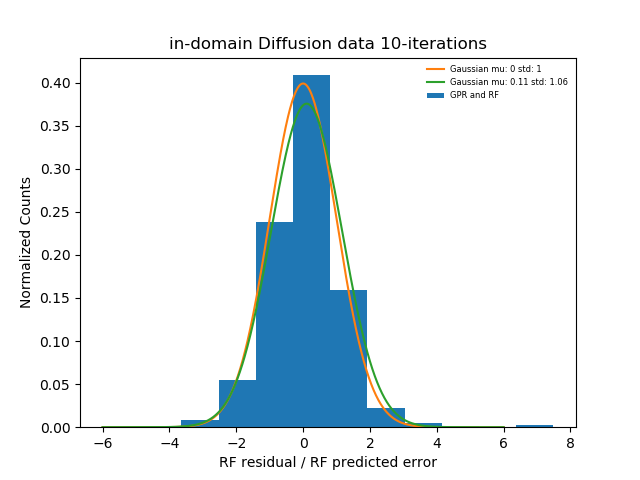 in-domain Diffusion data 10-iterations
Gaussian mu: 0 std: 1
Gaussian mu: 0.11 std: 1.06
GPR and RF
Normalized Counts
0.40
0.35
0.30
0.25
0.20
0.15
0.10
0.05
0.00
−6 −4 −2 0 2 4 6 8
RF residual / RF predicted error